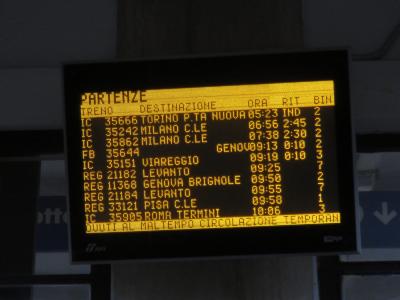 PARTENZE
TRENO DESTINAZIONE ORA RIT BIN
IC 35666 TORINO P.TA NUOVA 05:23 IND 2
IC 35242 MILANO C.LE 06:56 2:45 2
IC 35862 MILANO C.LE 07:38 2:30 2
FB 35644 GENOV 09:13 0:10 2
IC 35151 VIAREGGIO 09:19 0:10 3
REG 21182 LEVANTO 09:25 7
REG 11368 GENOVA BRIGNOLE 09:50 2
REG 21184 LEVANTO 09:55 7
REG 33121 PISA C.LE 09:58 1
IC 35905 ROMA TERMINI 10:06 3
OVUTI AL MALTEMPO CIRCOLAZIONE TEMPORAN